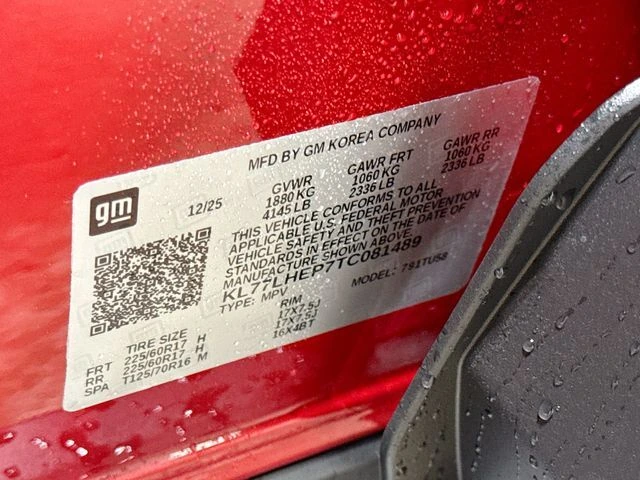 MFD BY GM KOREA COMPANY
gm
12/25
GVWR GAWR FRT GAWR RR
1880 KG 1060 KG 1060 KG
4145 LB 2336 LB 2336 LB
THIS VEHICLE CONFORMS TO ALL
APPLICABLE U.S. FEDERAL MOTOR
VEHICLE SAFETY AND THEFT PREVENTION
STANDARDS IN EFFECT ON THE DATE OF
MANUFACTURE SHOWN ABOVE.
KL77LHEP7TC081489
TYPE: MPV MODEL: 791TU58
TIRE SIZE RIM
FRT 225/60R17 H 17X7.5J
RR 225/60R17 H 17X7.5J
SPA T125/70R16 M 16X4BT